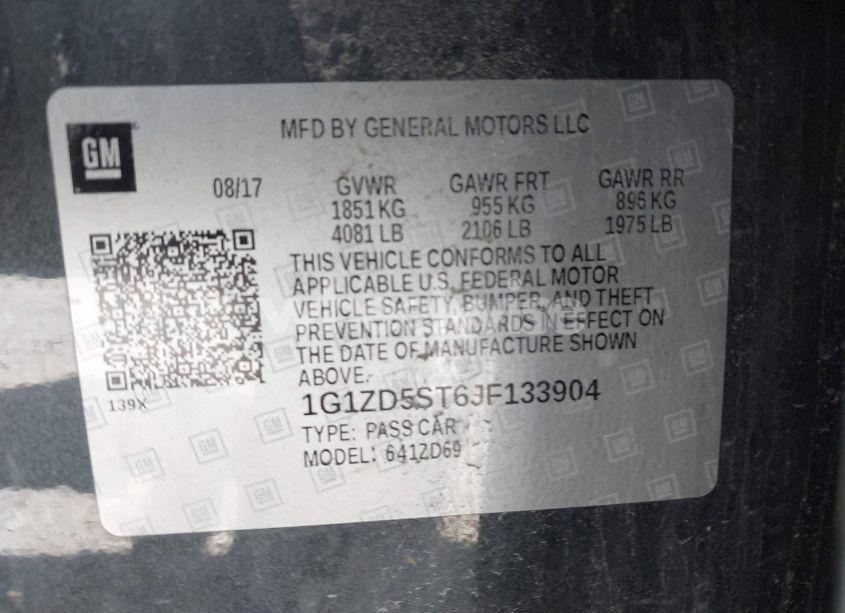 MFD BY GENERAL MOTORS LLC
GM
08/17
GVWR GAWR FRT GAWR RR
1851 KG 955 KG 896 KG
4081 LB 2106 LB 1975 LB
THIS VEHICLE CONFORMS TO ALL
APPLICABLE U.S. FEDERAL MOTOR
VEHICLE SAFETY, BUMPER, AND THEFT
PREVENTION STANDARDS IN EFFECT ON
THE DATE OF MANUFACTURE SHOWN
ABOVE.
139X
1G1ZD5ST6JF133904
TYPE: PASS CAR
MODEL: 641ZD69